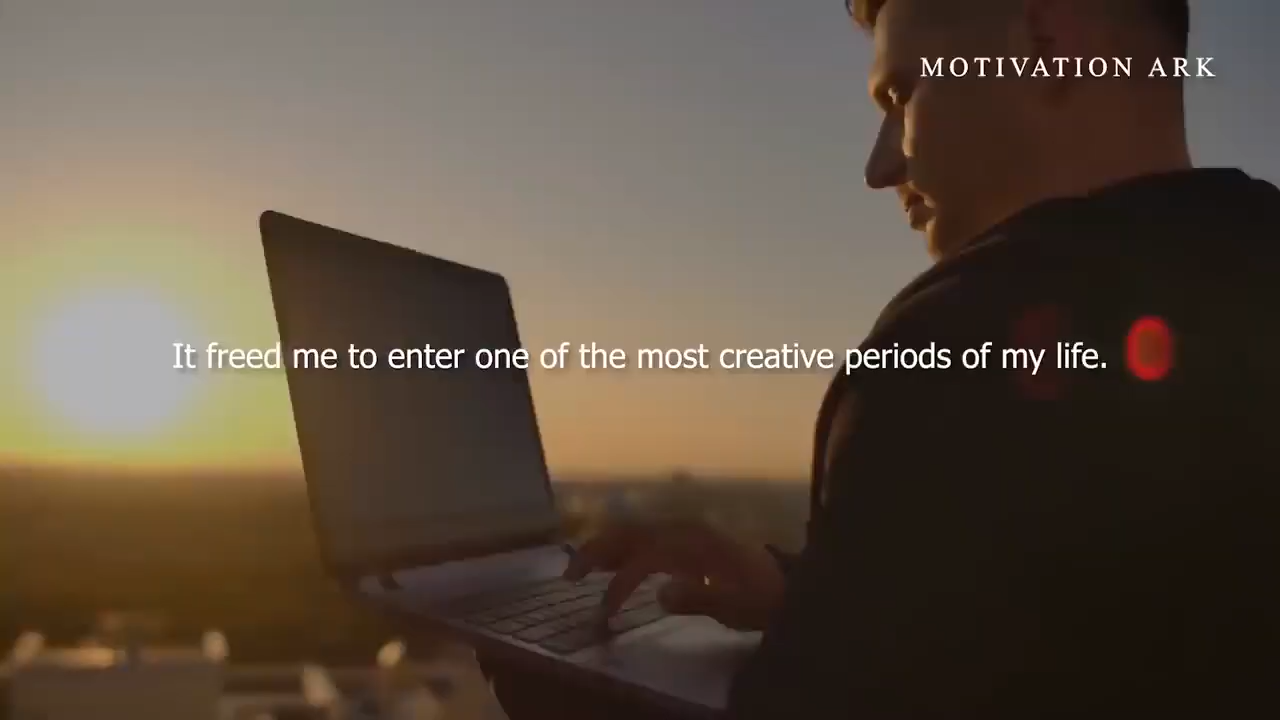 MOTIVATION ARK
It freed me to enter one of the most creative periods of my life.